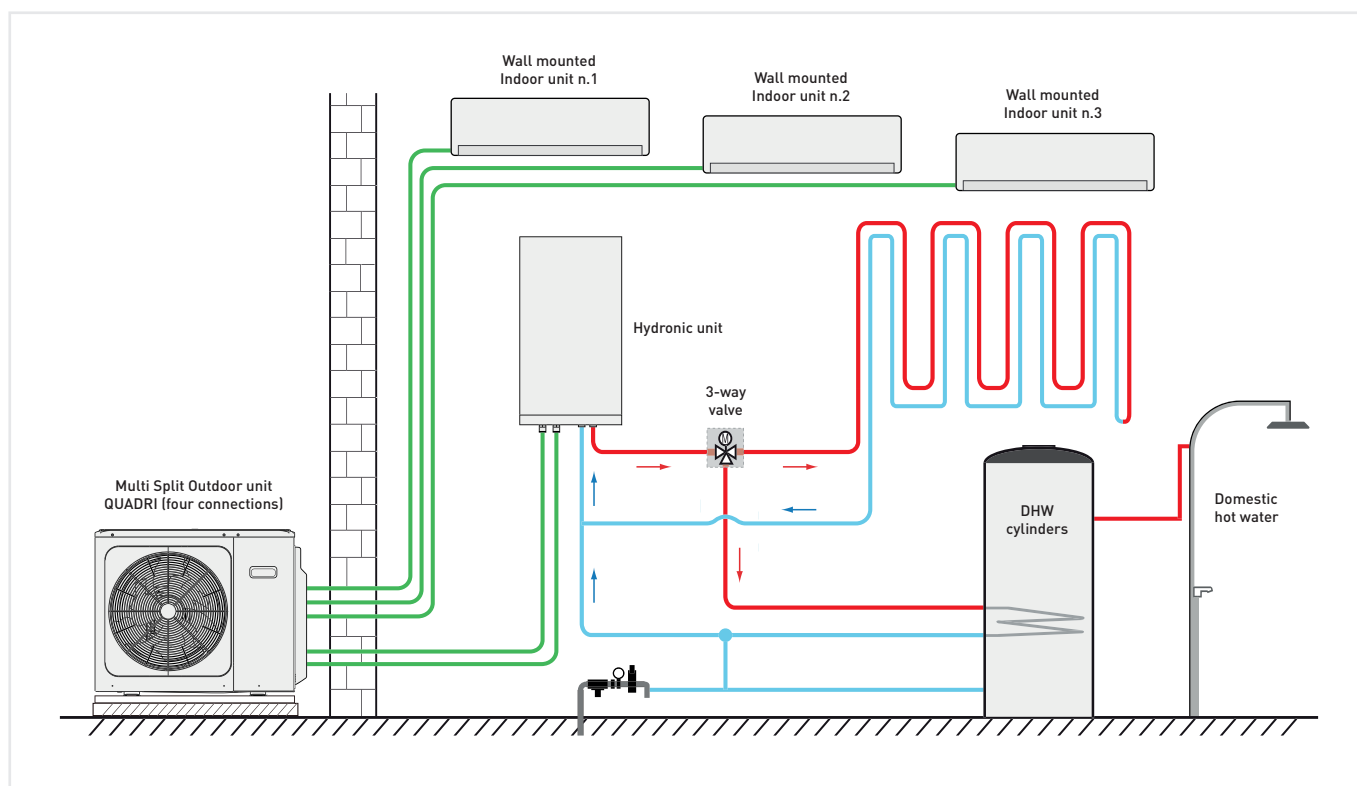 Wall mounted
Indoor unit n.1
Wall mounted
Indoor unit n.2
Wall mounted
Indoor unit n.3
Hydronic unit
3-way
valve
M
Multi Split Outdoor unit
QUADRI (four connections)
DHW
cylinders
Domestic
hot water